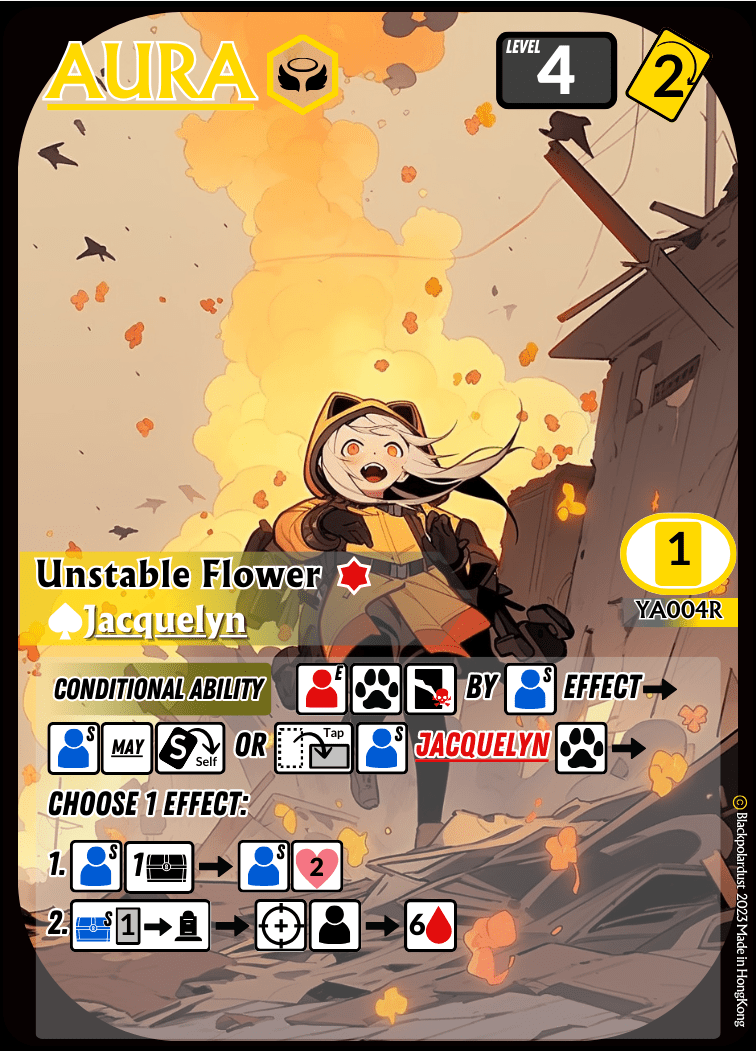 AURA
LEVEL
4
2
1
Unstable Flower
YA004R
Jacquelyn
CONDITIONAL ABILITY E BY S EFFECT
S MAY S Self OR Tap S JACQUELYN
CHOOSE 1 EFFECT:
1. S 1 S 2
2. S 1 6
© Blackpolardust 2023 Made in HongKong